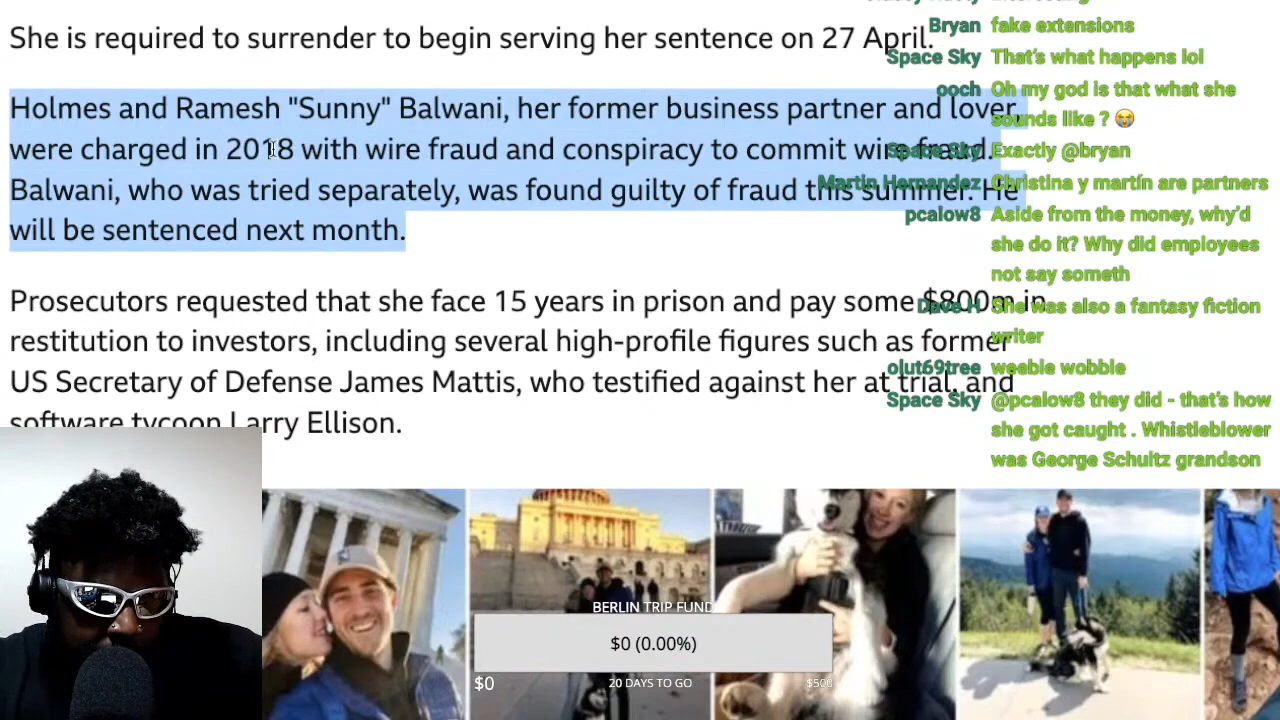 She is required to surrender to begin serving her sentence on 27 April.
Holmes and Ramesh "Sunny" Balwani, her former business partner and lover,
were charged in 2018 with wire fraud and conspiracy to commit wire fraud.
Balwani, who was tried separately, was found guilty of fraud this summer. He
will be sentenced next month.
Prosecutors requested that she face 15 years in prison and pay some $800m in
restitution to investors, including several high-profile figures such as former
US Secretary of Defense James Mattis, who testified against her at trial, and
software tycoon Larry Ellison.
Bryan fake extensions
Space Sky That's what happens lol
ooch Oh my god is that what she
sounds like ? 😭
Space Sky Exactly @bryan
Martin Hernandez Christina y martín are partners
pcalow8 Aside from the money, why'd
she do it? Why did employees
not say someth
Dave H She was also a fantasy fiction
writer
olut69tree weeble wobble
Space Sky @pcalow8 they did - that's how
she got caught . Whistleblower
was George Schultz grandson
BERLIN TRIP FUND
$0 (0.00%)
$0 20 DAYS TO GO $500